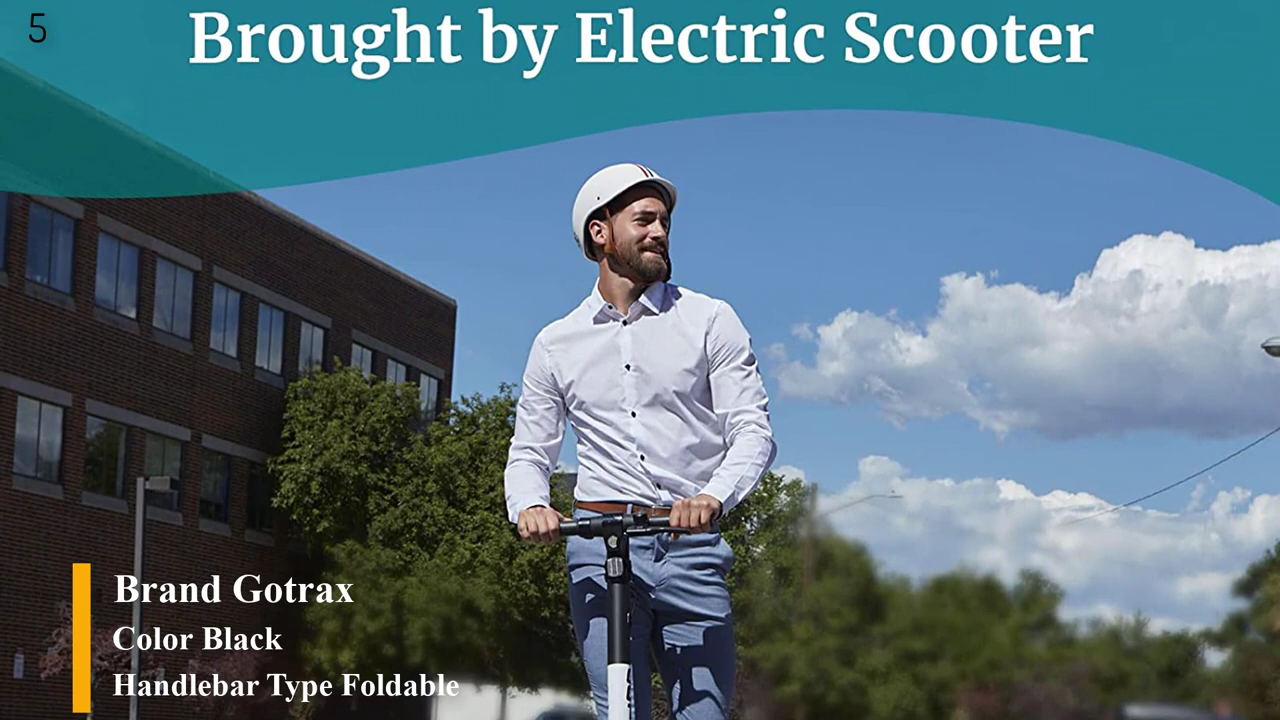 5
Brought by Electric Scooter
Brand Gotrax
Color Black
Handlebar Type Foldable